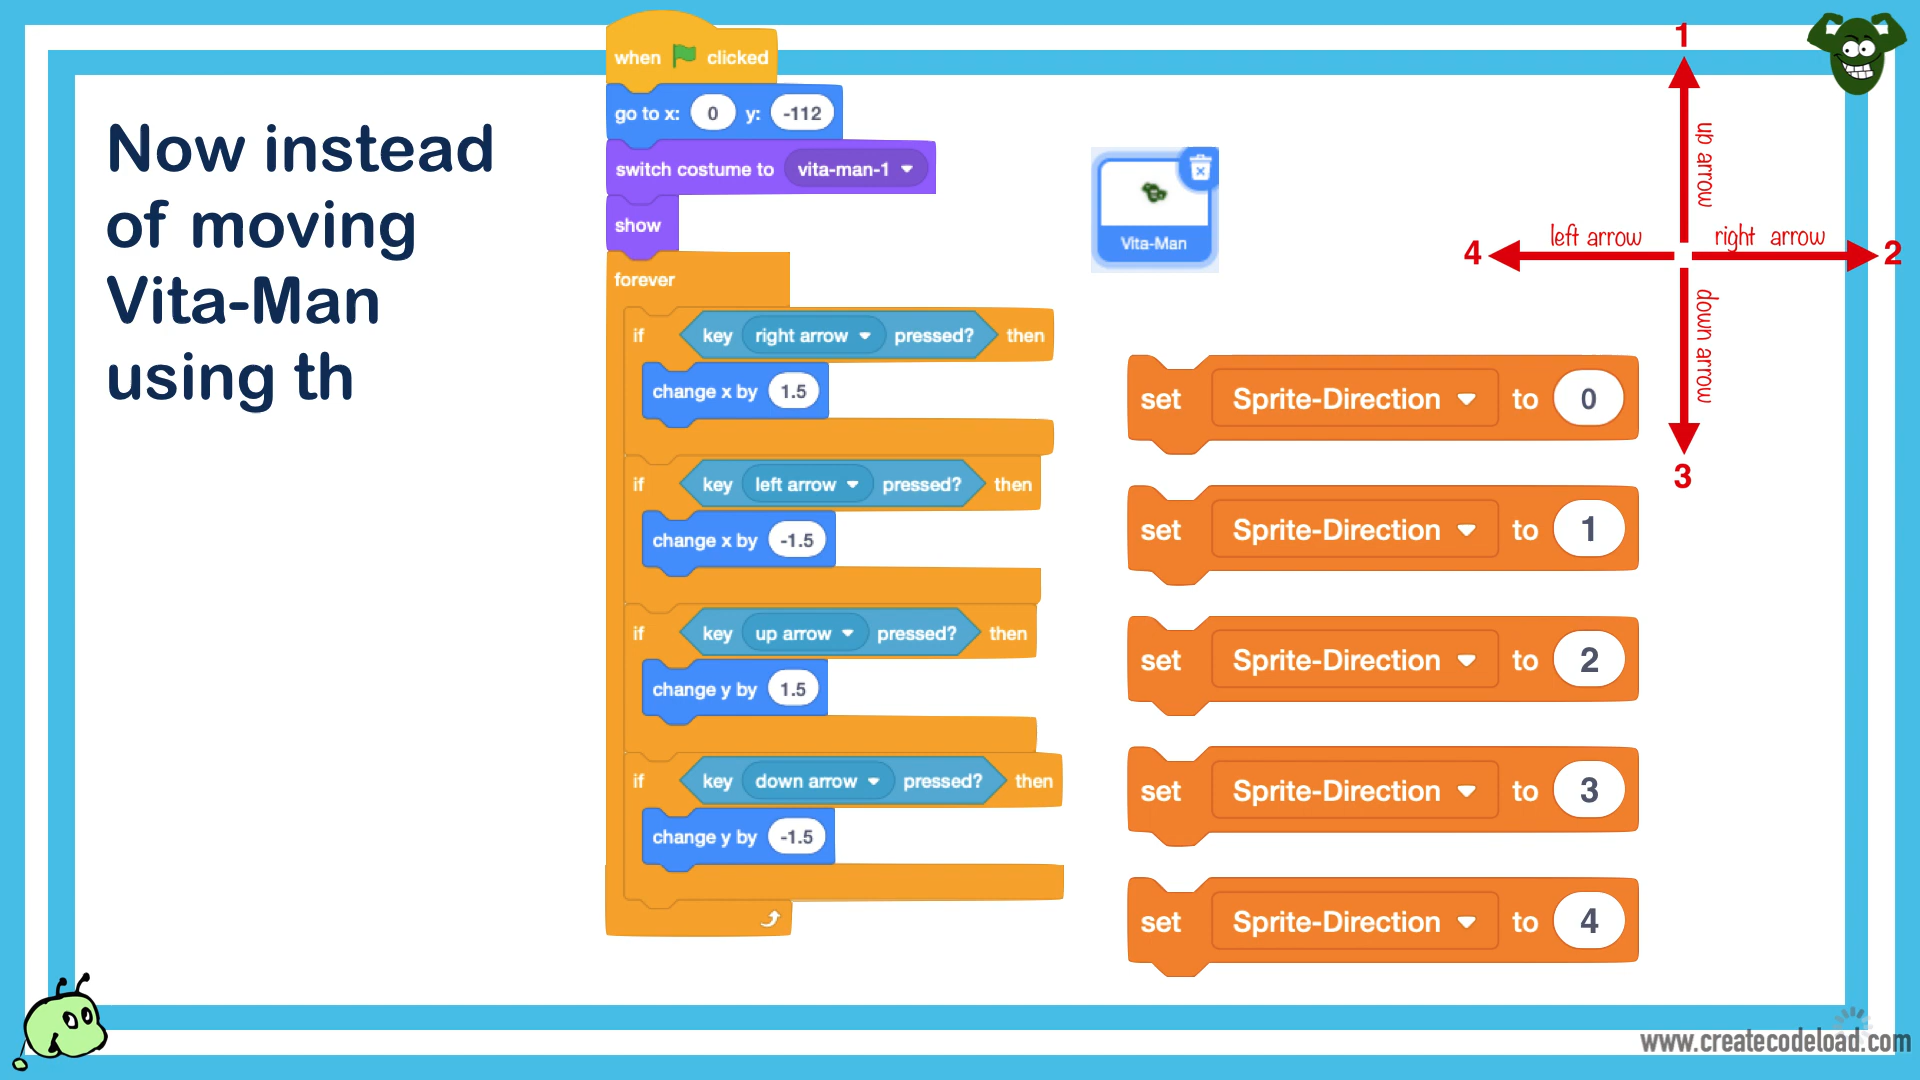 Now instead
of moving
Vita-Man
using th
when clicked
go to x: 0 y: -112
switch costume to vita-man-1
show
forever
if key right arrow pressed? then
change x by 1.5
if key left arrow pressed? then
change x by -1.5
if key up arrow pressed? then
change y by 1.5
if key down arrow pressed? then
change y by -1.5
Vita-Man
1
up arrow
4 left arrow right arrow 2
down arrow
3
set Sprite-Direction to 0
set Sprite-Direction to 1
set Sprite-Direction to 2
set Sprite-Direction to 3
set Sprite-Direction to 4
www.createcodeload.com